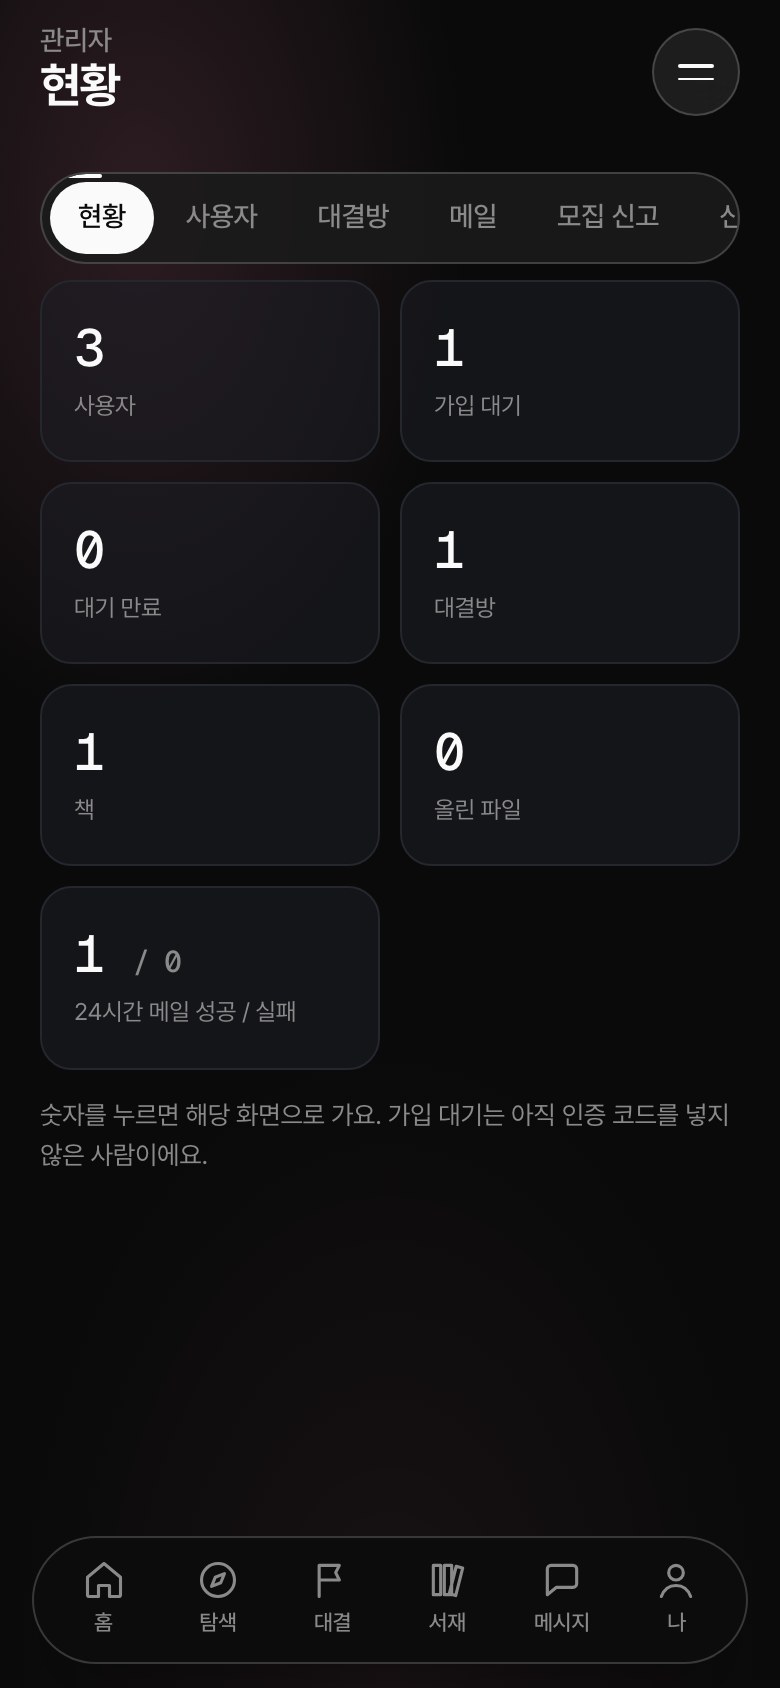 관리자
현황
현황 사용자 대결방 메일 모집 신고
3
사용자
1
가입 대기
0
대기 만료
1
대결방
1
책
0
올린 파일
1 / 0
24시간 메일 성공 / 실패
숫자를 누르면 해당 화면으로 가요. 가입 대기는 아직 인증 코드를 넣지
않은 사람이에요.
홈 탐색 대결 서재 메시지 나